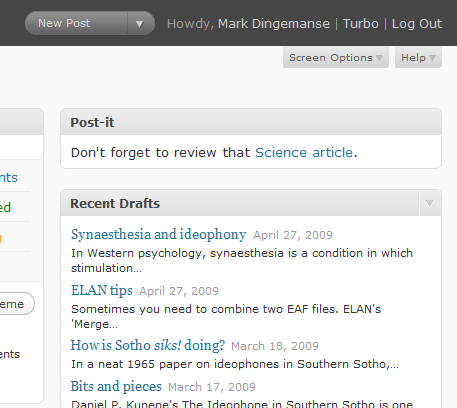 New Post ▼ Howdy, Mark Dingemanse | Turbo | Log Out
Screen Options ▼ Help ▼
Post-it
Don't forget to review that Science article.
Recent Drafts
Synaesthesia and ideophony April 27, 2009
In Western psychology, synaesthesia is a condition in which
stimulation…
ELAN tips April 27, 2009
Sometimes you need to combine two EAF files. ELAN's
'Merge…
How is Sotho siks! doing? March 18, 2009
In a neat 1965 paper on ideophones in Southern Sotho,…
Bits and pieces March 17, 2009
Daniel P. Kunene's The Ideophone in Southern Sotho is one